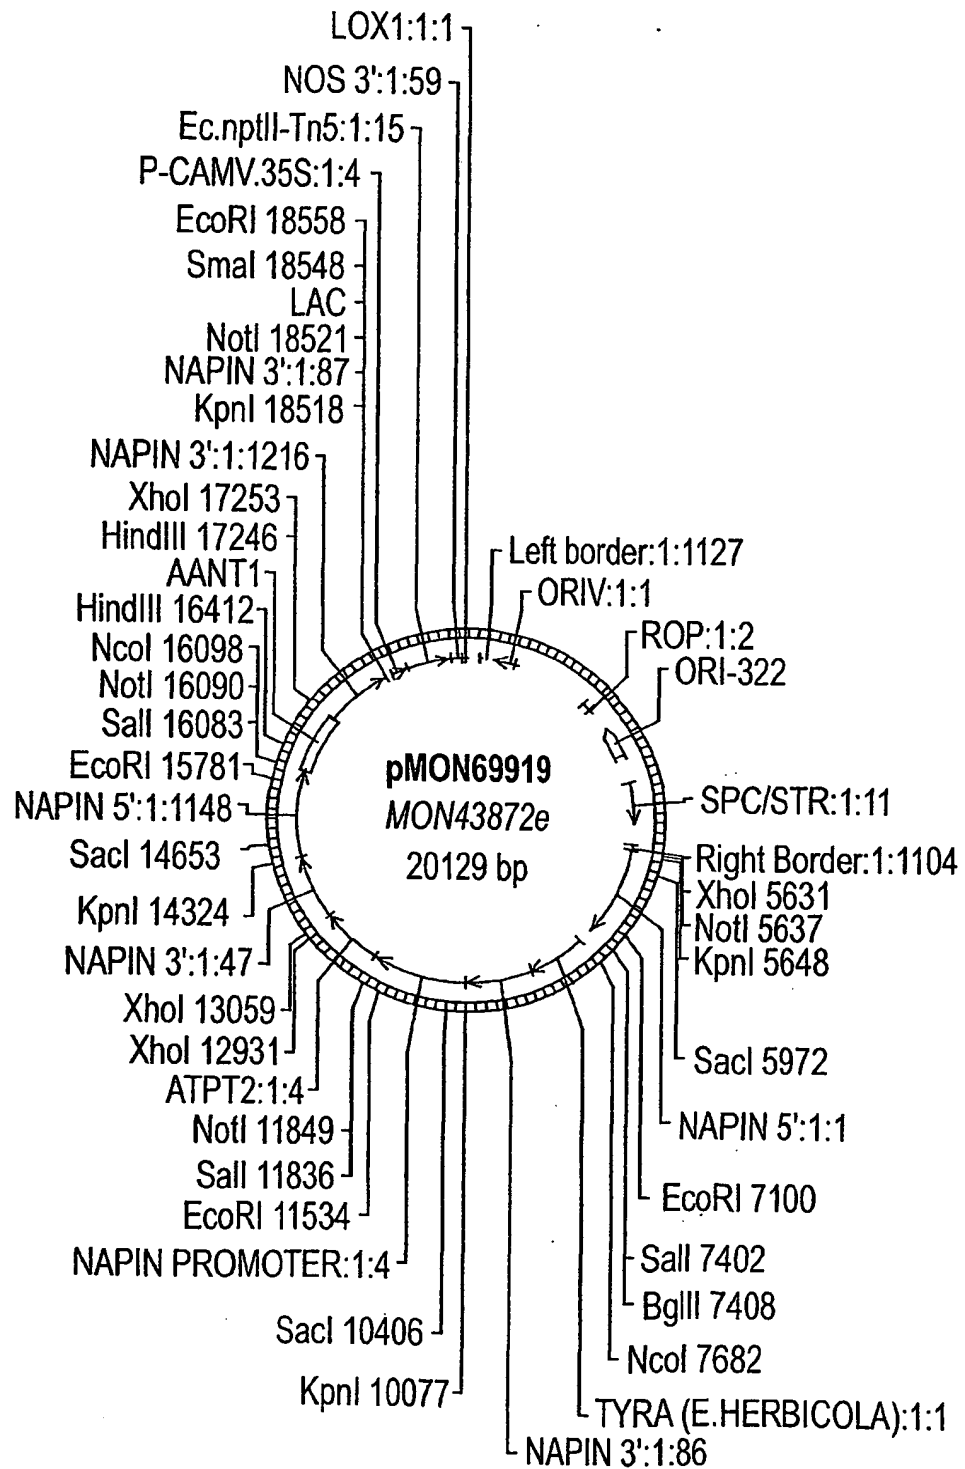 LOX1:1:1
NOS 3':1:59
Ec.nptII-Tn5:1:15
P-CAMV.35S:1:4
EcoRI 18558
SmaI 18548
LAC
NotI 18521
NAPIN 3':1:87
KpnI 18518
NAPIN 3':1:1216
XhoI 17253
HindIII 17246
AANT1
HindIII 16412
NcoI 16098
NotI 16090
SalI 16083
EcoRI 15781
NAPIN 5':1:1148
SacI 14653
KpnI 14324
NAPIN 3':1:47
XhoI 13059
XhoI 12931
ATPT2:1:4
NotI 11849
SalI 11836
EcoRI 11534
NAPIN PROMOTER:1:4
SacI 10406
KpnI 10077
Left border:1:1127
ORIV:1:1
ROP:1:2
ORI-322
SPC/STR:1:11
Right Border:1:1104
XhoI 5631
NotI 5637
KpnI 5648
SacI 5972
NAPIN 5':1:1
EcoRI 7100
SalI 7402
BglII 7408
NcoI 7682
TYRA (E.HERBICOLA):1:1
NAPIN 3':1:86
pMON69919
MON43872e
20129 bp